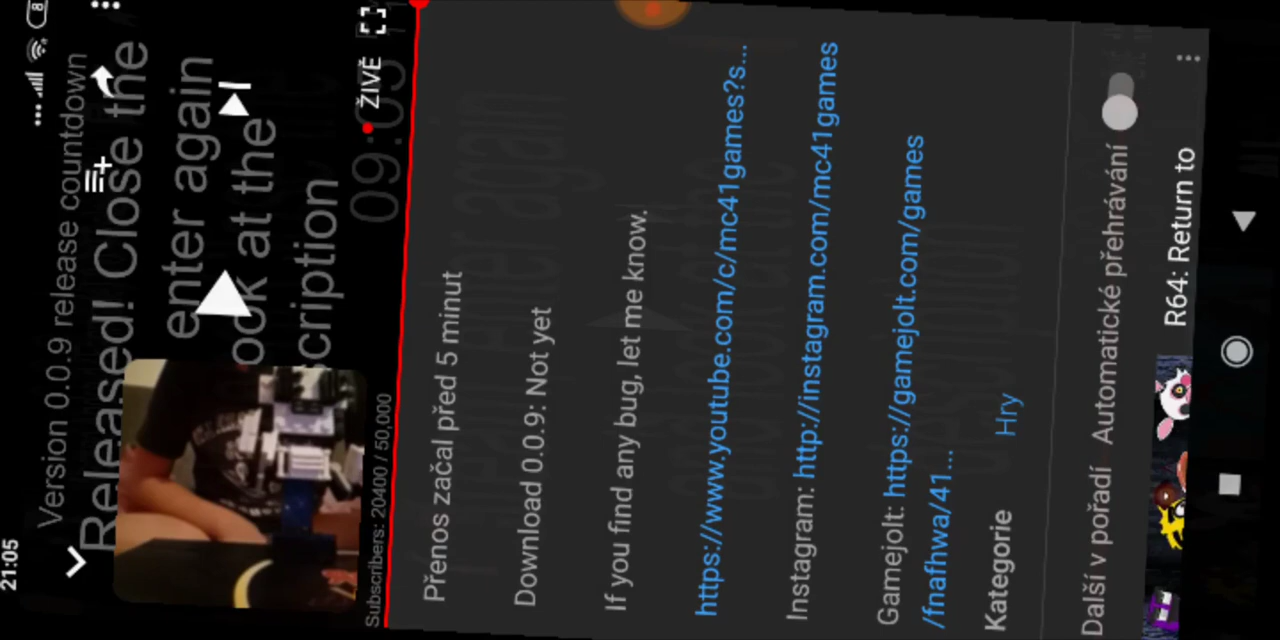 21:05
Version 0.0.9 release countdown
Released! Close the
enter again
ook at the
cription
09:05
ŽIVĚ
Subscribers: 20400 / 50,000
Přenos začal před 5 minut
Download 0.0.9: Not yet
If you find any bug, let me know.
https://www.youtube.com/c/mc41games?s...
Instagram: http://instagram.com/mc41games
Gamejolt: https://gamejolt.com/games
/fnafhwa/41...
Kategorie Hry
Další v pořadí Automatické přehrávání
R64: Return to